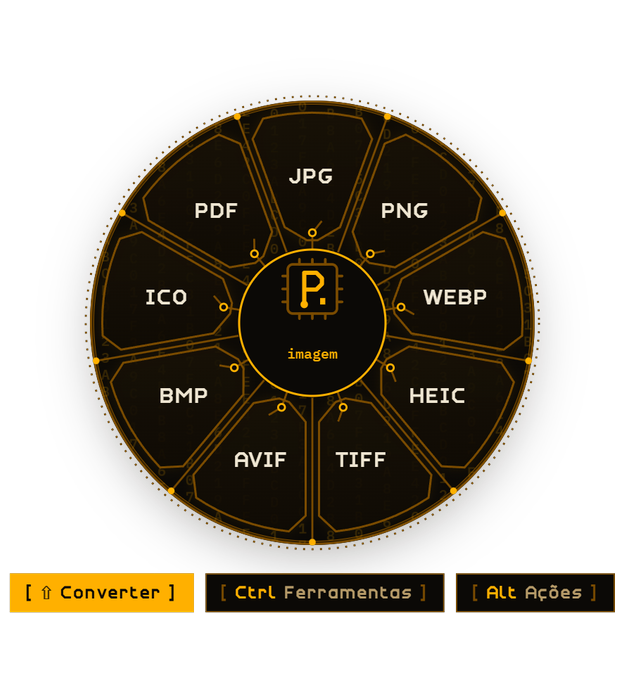 JPG
PNG
WEBP
HEIC
TIFF
AVIF
BMP
ICO
PDF
P.
imagem
[ ⇧ Converter ]
[ Ctrl Ferramentas ]
[ Alt Ações ]